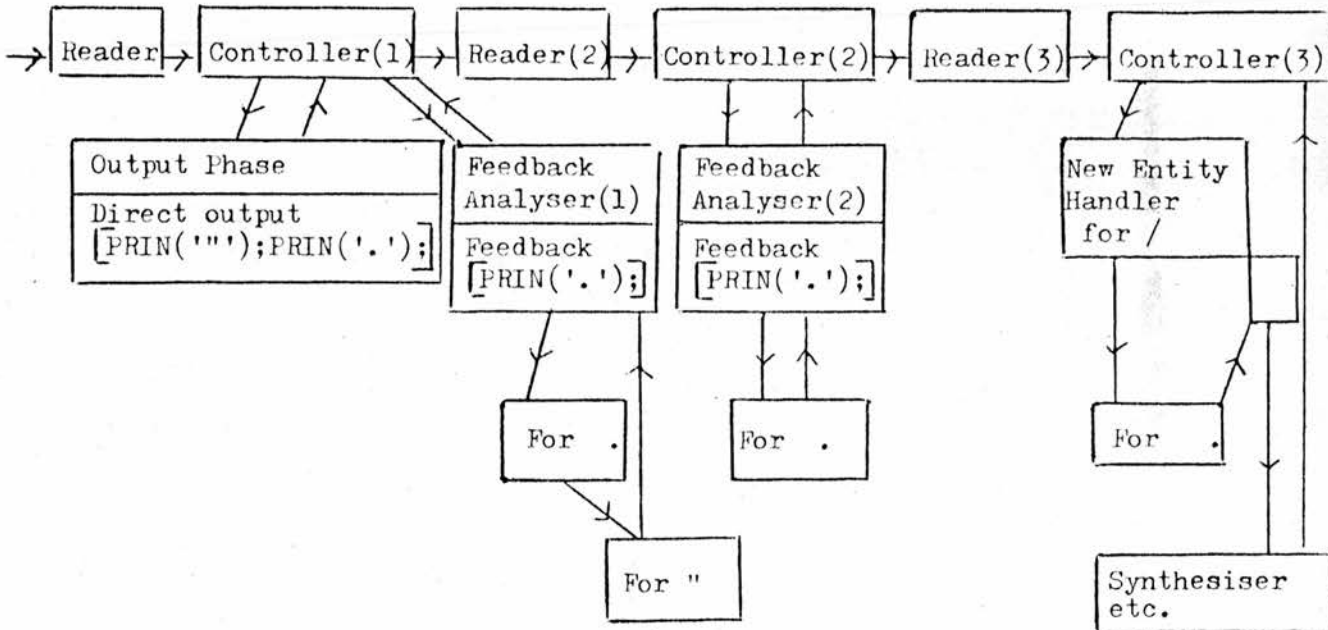 Reader
Controller(1)
Reader(2)
Controller(2)
Reader(3)
Controller(3)
Output Phase
Direct output
[PRIN('"');PRIN('.');]
Feedback
Analyser(1)
Feedback
[PRIN('.');]
Feedback
Analyser(2)
Feedback
[PRIN('.');]
New Entity
Handler
for /
For .
For .
For .
For "
Synthesiser
etc.